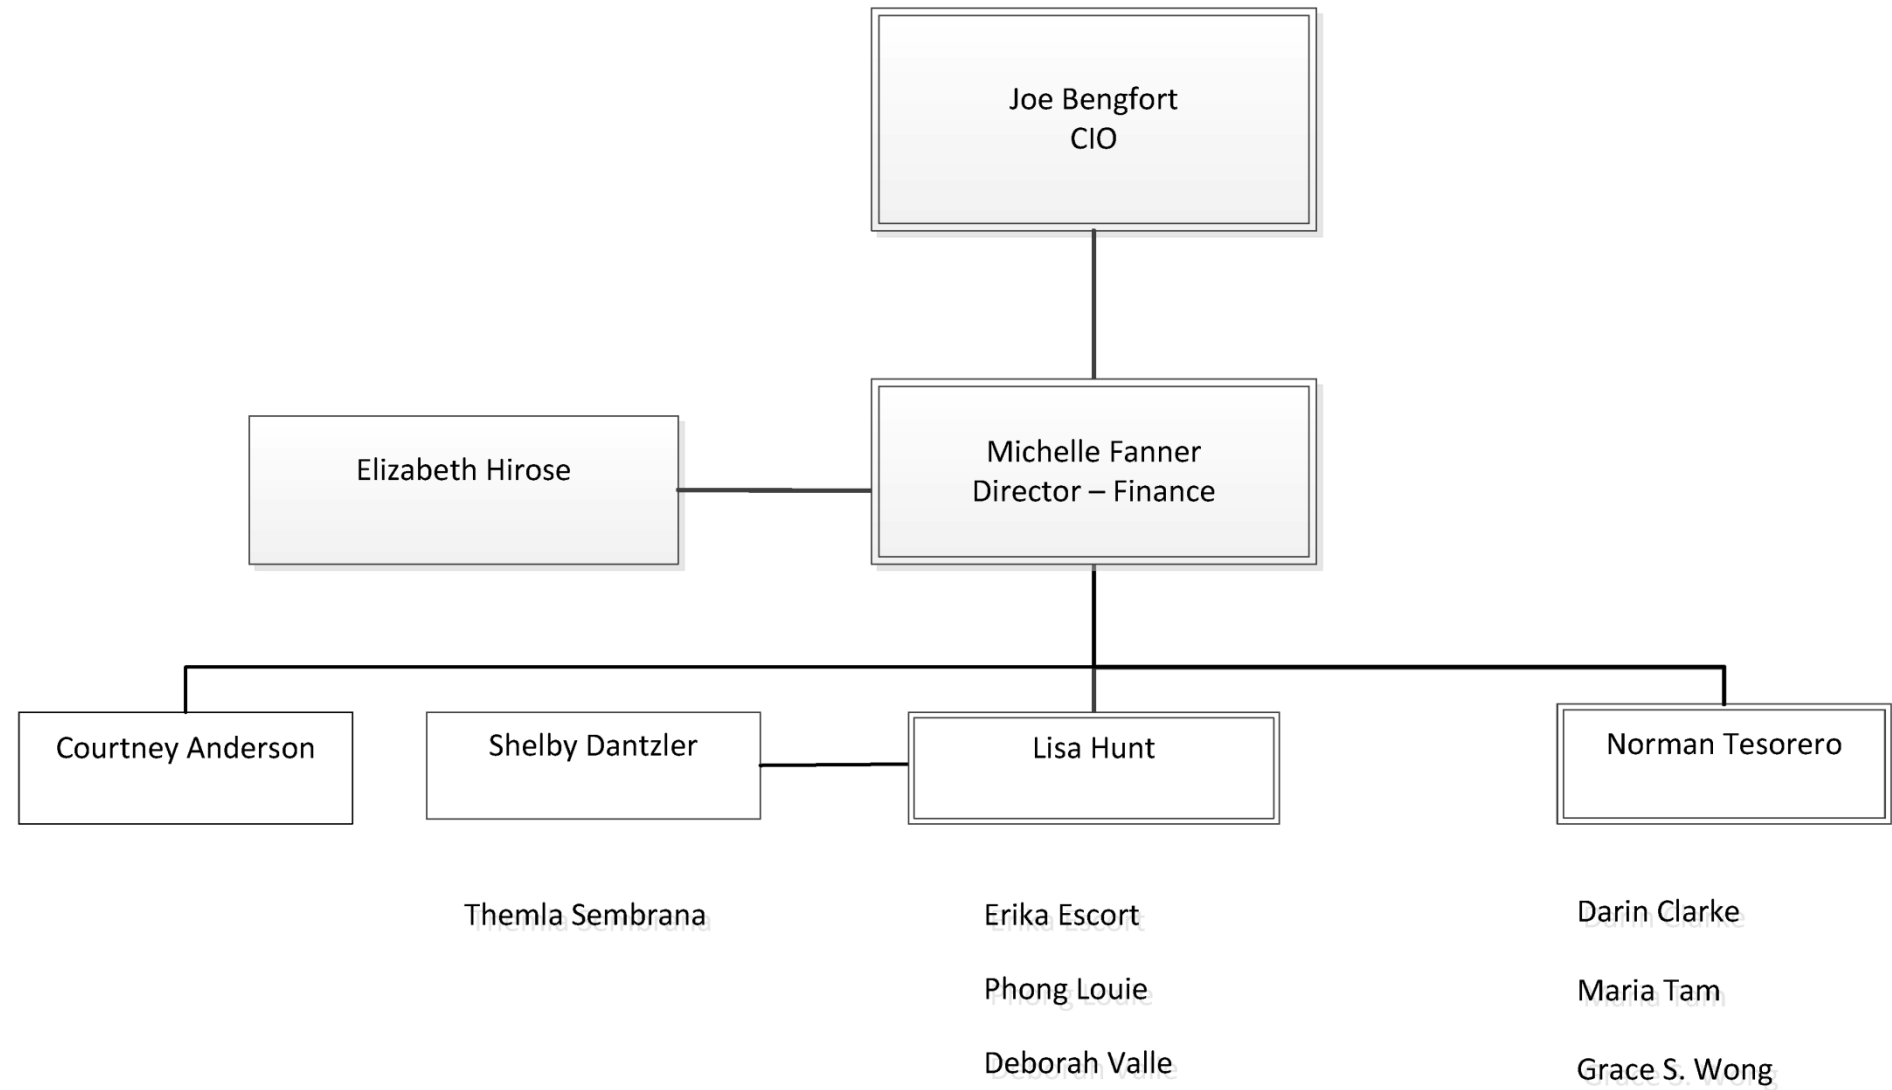 Joe Bengfort
CIO
Elizabeth Hirose
Michelle Fanner
Director – Finance
Courtney Anderson
Shelby Dantzler
Lisa Hunt
Norman Tesorero
Themla Sembrana
Erika Escort
Darin Clarke
Phong Louie
Maria Tam
Deborah Valle
Grace S. Wong